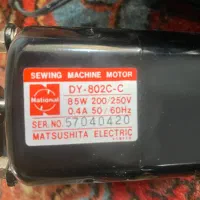 SEWING MACHINE MOTOR
National
DY-802C-C
85W 200/250V
0.4A 50/60Hz
SER.NO.57040420
MATSUSHITA ELECTRIC